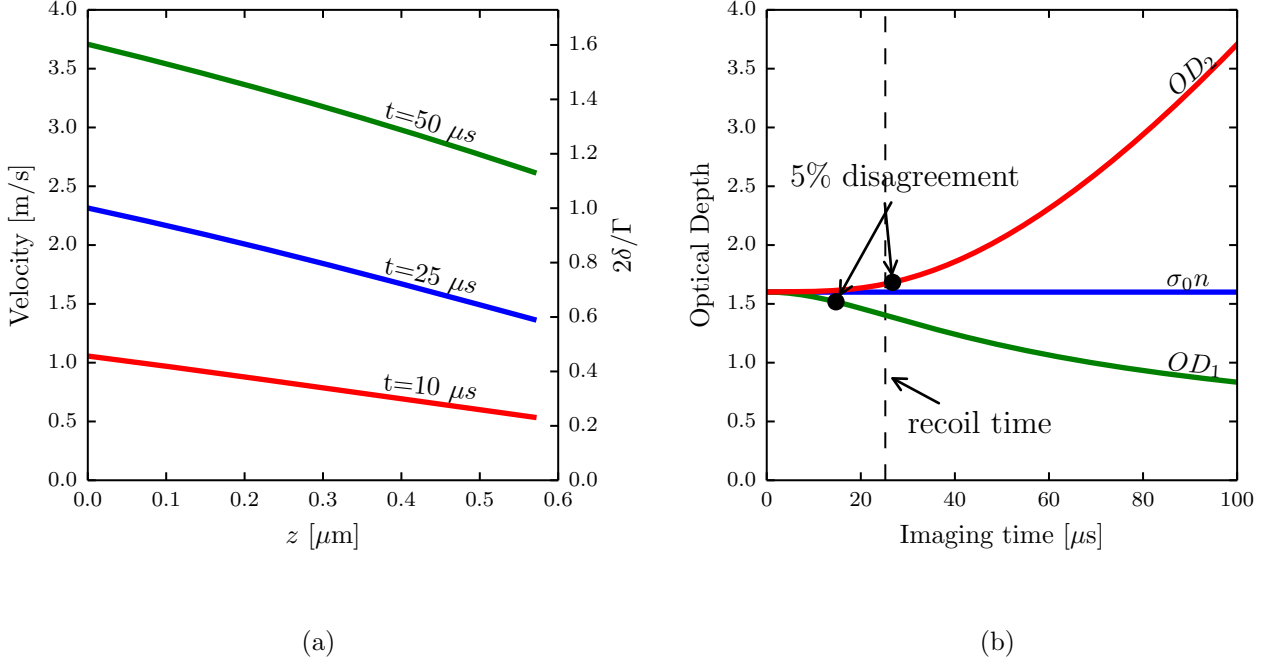 4.0
3.5
3.0
2.5
2.0
1.5
1.0
0.5
0.0
Velocity [m/s]
t=50 μs
t=25 μs
t=10 μs
1.6
1.4
1.2
1.0
0.8
0.6
0.4
0.2
0.0
2δ/Γ
0.0 0.1 0.2 0.3 0.4 0.5 0.6
z [μm]
(a)
4.0
3.5
3.0
2.5
2.0
1.5
1.0
0.5
0.0
Optical Depth
OD₂
5% disagreement
σ₀n
OD₁
recoil time
0 20 40 60 80 100
Imaging time [μs]
(b)